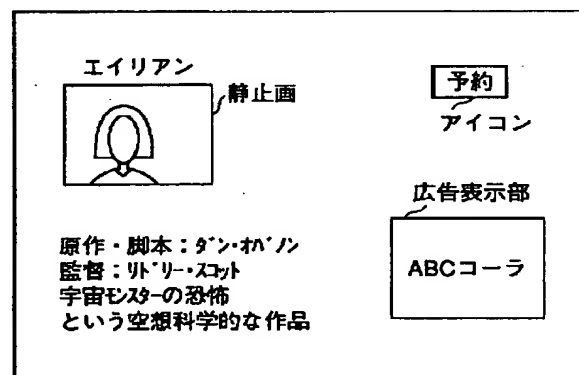 エイリアン
静止画
予約
アイコン
広告表示部
ABCコーラ
原作・脚本：ダン・オバノン
監督：リドリー・スコット
宇宙モンスターの恐怖
という空想科学的な作品